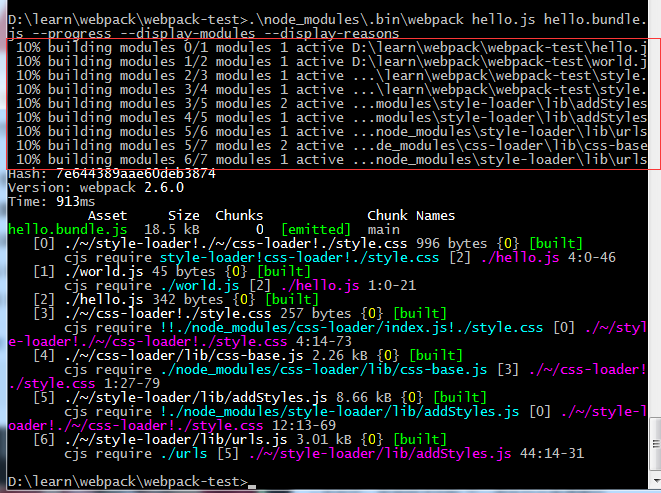 D:\learn\webpack\webpack-test>.\node_modules\.bin\webpack hello.js hello.bundle.
js --progress --display-modules --display-reasons
10% building modules 0/1 modules 1 active D:\learn\webpack\webpack-test\hello.j
10% building modules 1/2 modules 1 active D:\learn\webpack\webpack-test\world.j
10% building modules 2/3 modules 1 active ...\learn\webpack\webpack-test\style.
10% building modules 3/4 modules 1 active ...\learn\webpack\webpack-test\style.
10% building modules 3/5 modules 2 active ...modules\style-loader\lib\addStyles
10% building modules 4/5 modules 1 active ...modules\style-loader\lib\addStyles
10% building modules 5/6 modules 1 active ...node_modules\style-loader\lib\urls
10% building modules 5/7 modules 2 active ...de_modules\css-loader\lib\css-base
10% building modules 6/7 modules 1 active ...node_modules\style-loader\lib\urls
Hash: 7e644389aae60deb3874
Version: webpack 2.6.0
Time: 913ms
Asset Size Chunks Chunk Names
hello.bundle.js 18.5 kB 0 [emitted] main
[0] ./~/style-loader!./~/css-loader!./style.css 996 bytes {0} [built]
cjs require style-loader!css-loader!./style.css [2] ./hello.js 4:0-46
[1] ./world.js 45 bytes {0} [built]
cjs require ./world.js [2] ./hello.js 1:0-21
[2] ./hello.js 342 bytes {0} [built]
[3] ./~/css-loader!./style.css 257 bytes {0} [built]
cjs require !!./node_modules/css-loader/index.js!./style.css [0] ./~/sty
le-loader!./~/css-loader!./style.css 4:14-73
[4] ./~/css-loader/lib/css-base.js 2.26 kB {0} [built]
cjs require ./node_modules/css-loader/lib/css-base.js [3] ./~/css-loader!
./style.css 1:27-79
[5] ./~/style-loader/lib/addStyles.js 8.66 kB {0} [built]
cjs require !./node_modules/style-loader/lib/addStyles.js [0] ./~/style-l
oader!./~/css-loader!./style.css 12:13-69
[6] ./~/style-loader/lib/urls.js 3.01 kB {0} [built]
cjs require ./urls [5] ./~/style-loader/lib/addStyles.js 44:14-31
D:\learn\webpack\webpack-test>